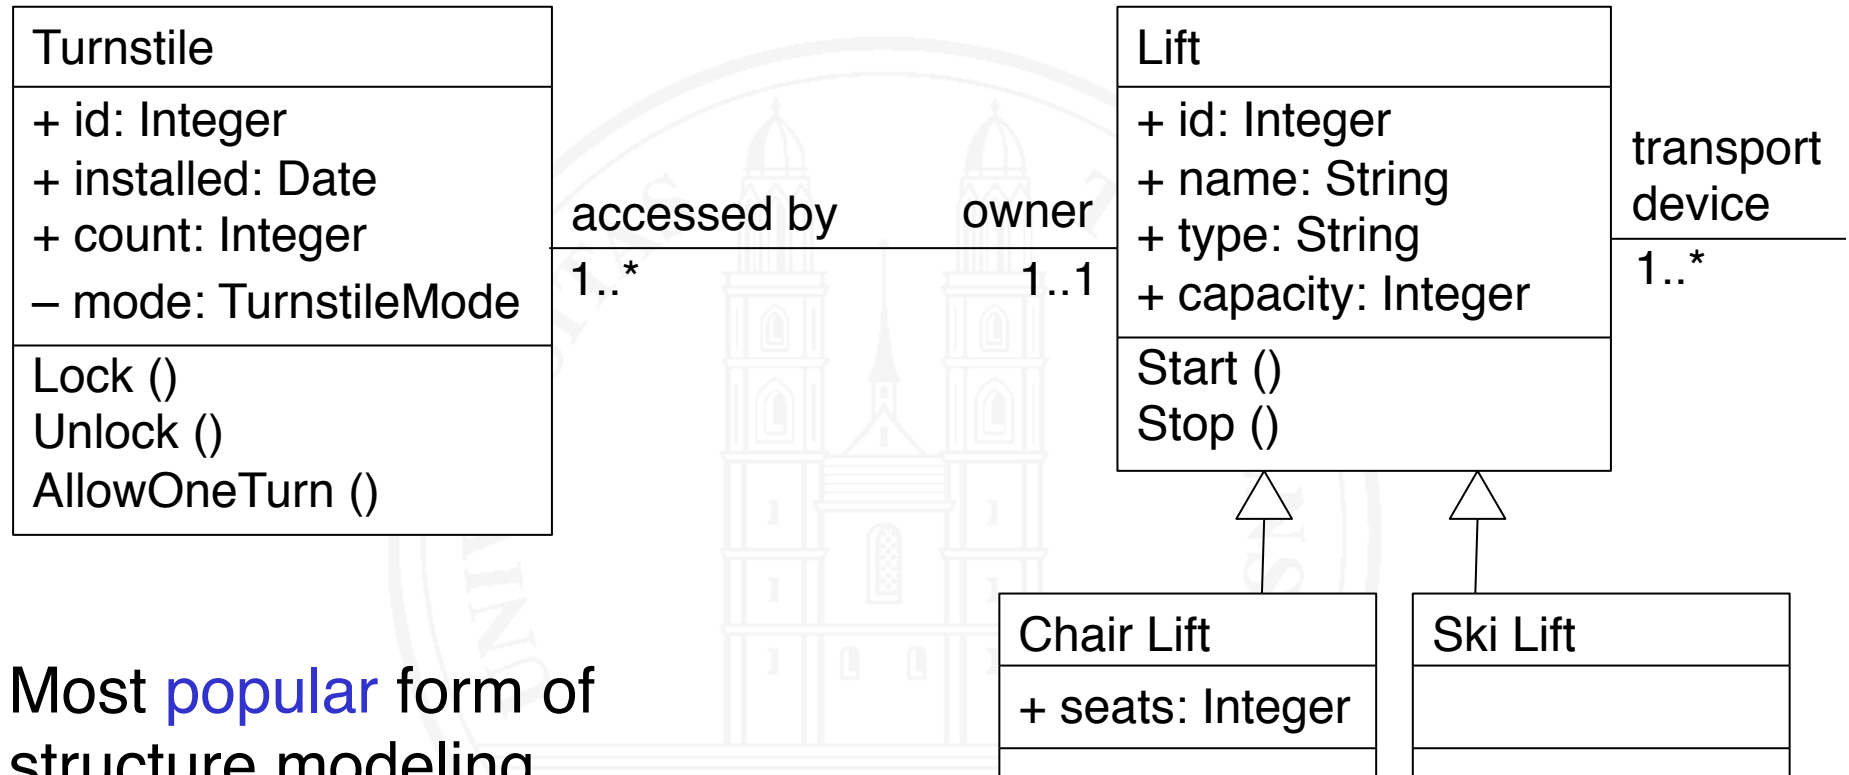 Turnstile
+ id: Integer
+ installed: Date
+ count: Integer
– mode: TurnstileMode
Lock ()
Unlock ()
AllowOneTurn ()
accessed by
1..*
owner
1..1
Lift
+ id: Integer
+ name: String
+ type: String
+ capacity: Integer
Start ()
Stop ()
transport
device
1..*
Chair Lift
+ seats: Integer
Ski Lift
Most popular form of
structure modeling